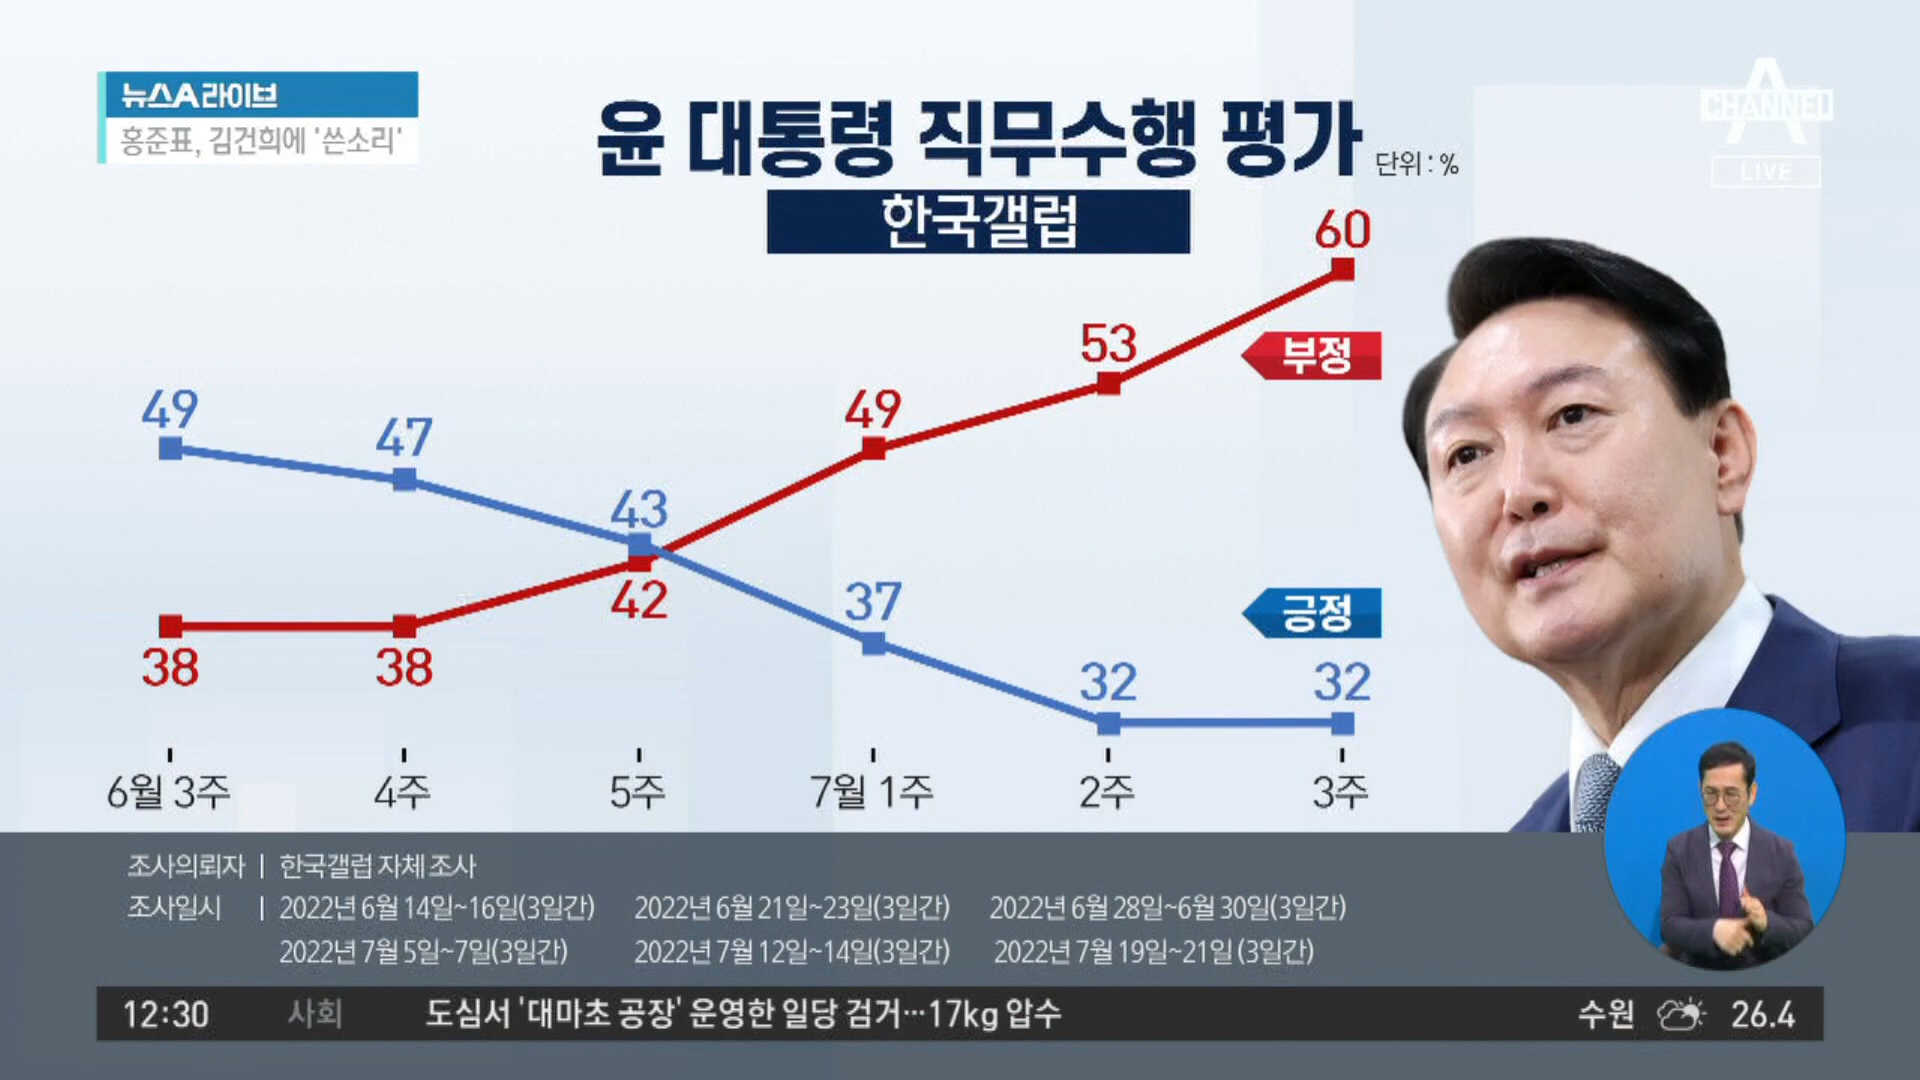 뉴스A라이브
홍준표, 김건희에 '쓴소리'
CHANNEL A
LIVE
윤 대통령 직무수행 평가 단위 : %
한국갤럽
60
53
부정
49
49
47
43
42
38
38
37
긍정
32
32
6월 3주 4주 5주 7월 1주 2주 3주
조사의뢰자 | 한국갤럽 자체 조사
조사일시 | 2022년 6월 14일~16일(3일간) 2022년 6월 21일~23일(3일간) 2022년 6월 28일~6월 30일(3일간)
2022년 7월 5일~7일(3일간) 2022년 7월 12일~14일(3일간) 2022년 7월 19일~21일 (3일간)
12:30 사회 도심서 '대마초 공장' 운영한 일당 검거…17kg 압수 수원 26.4